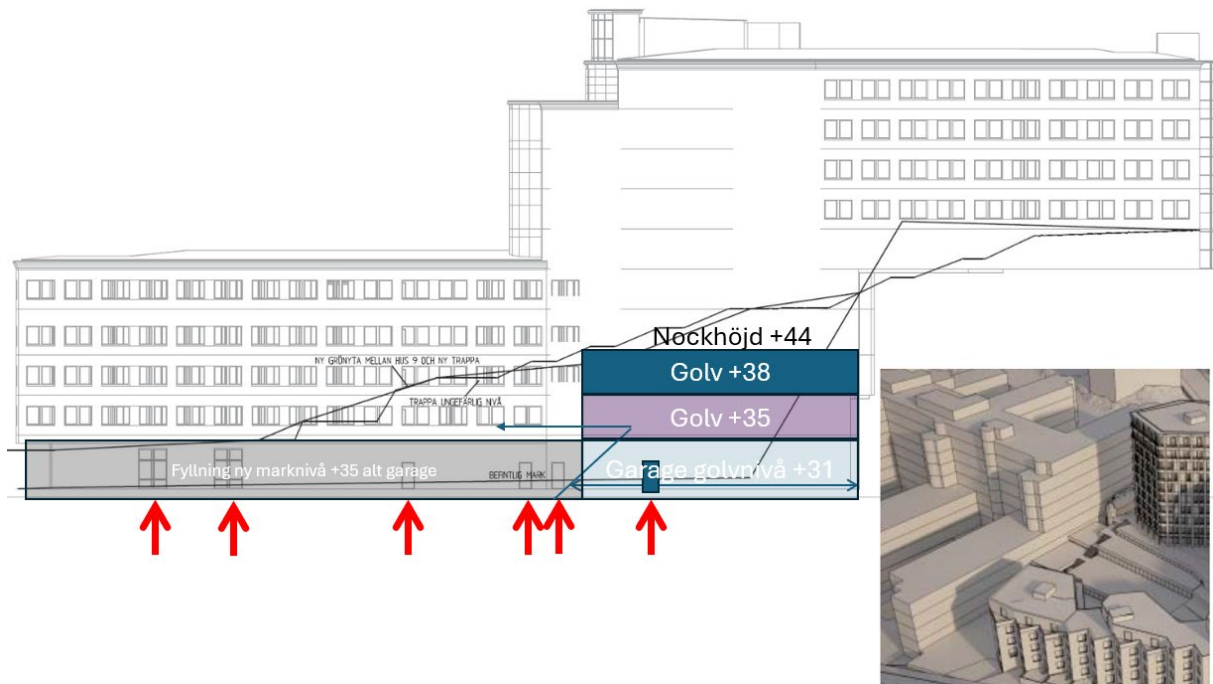 Nockhöjd +44
NY GRÖNYTA MELLAN HUS 9 OCH NY TRAPPA
Golv +38
TRAPPA UNGEFÄRLIG NIVÅ
Golv +35
Fyllning ny marknivå +35 alt garage
BEFINTLIG MARK
Garage golvnivå +31